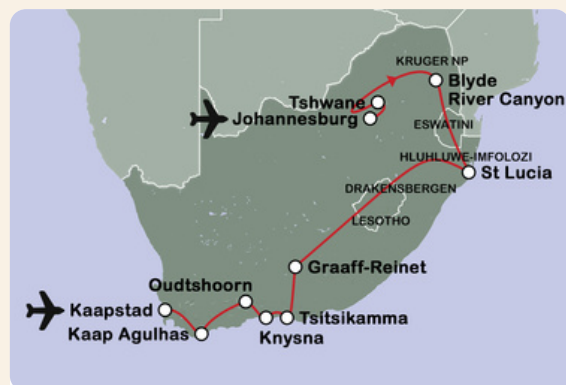 KRUGER NP
Blyde
River Canyon
Tshwane
Johannesburg
ESWATINI
HLUHLUWE-IMFOLOZI
St Lucia
DRAKENSBERGEN
LESOTHO
Graaff-Reinet
Oudtshoorn
Kaapstad
Tsitsikamma
Kaap Agulhas
Knysna